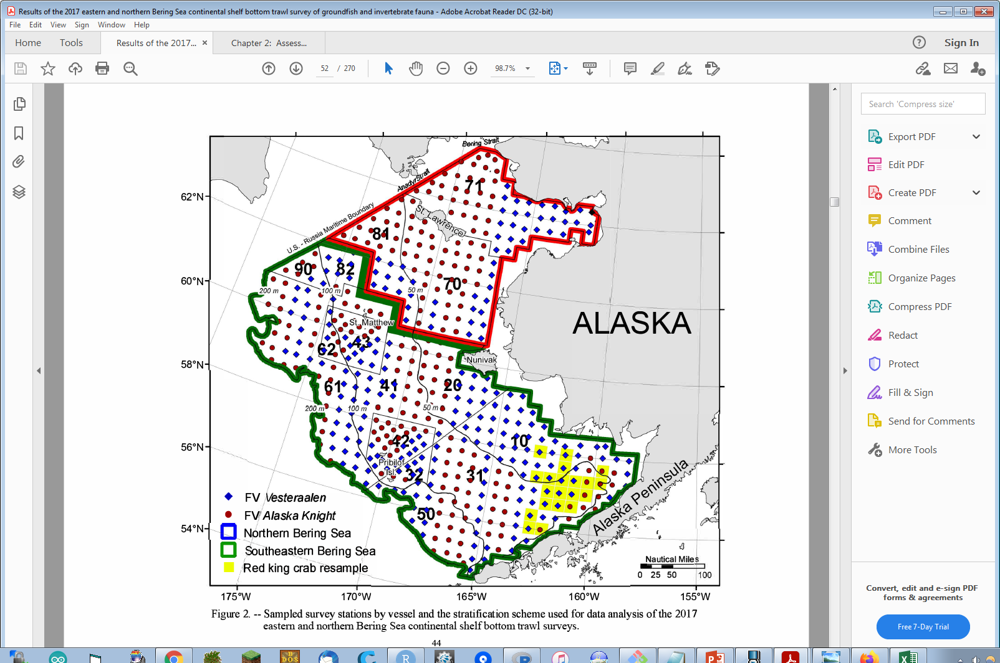 Results of the 2017 eastern and northern Bering Sea continental shelf bottom trawl survey of groundfish and invertebrate fauna - Adobe Acrobat Reader DC (32-bit)
File Edit View Sign Window Help
Home Tools Results of the 2017... × Chapter 2: Assess... Sign In
52 / 270 98.7%
Search 'Compress size'
Export PDF
Edit PDF
Create PDF
Comment
Combine Files
Organize Pages
Compress PDF
Redact
Protect
Fill & Sign
Send for Comments
More Tools
Convert, edit and e-sign PDF
forms & agreements
Free 7-Day Trial
Bering Strait
Anadyr Strait
U.S. - Russia Maritime Boundary
St. Lawrence
71
81
70
90
82
200 m
100 m
50 m
St. Matthew
43
62
Nunivak
61
41
20
200 m
100 m
50 m
42
10
Pribilof
Isl.
32
31
50
ALASKA
Alaska Peninsula
62°N
60°N
58°N
56°N
54°N
FV Vesteraalen
FV Alaska Knight
Northern Bering Sea
Southeastern Bering Sea
Red king crab resample
Nautical Miles
0 25 50 100
175°W 170°W 165°W 160°W 155°W
Figure 2. -- Sampled survey stations by vessel and the stratification scheme used for data analysis of the 2017
eastern and northern Bering Sea continental shelf bottom trawl surveys.
44